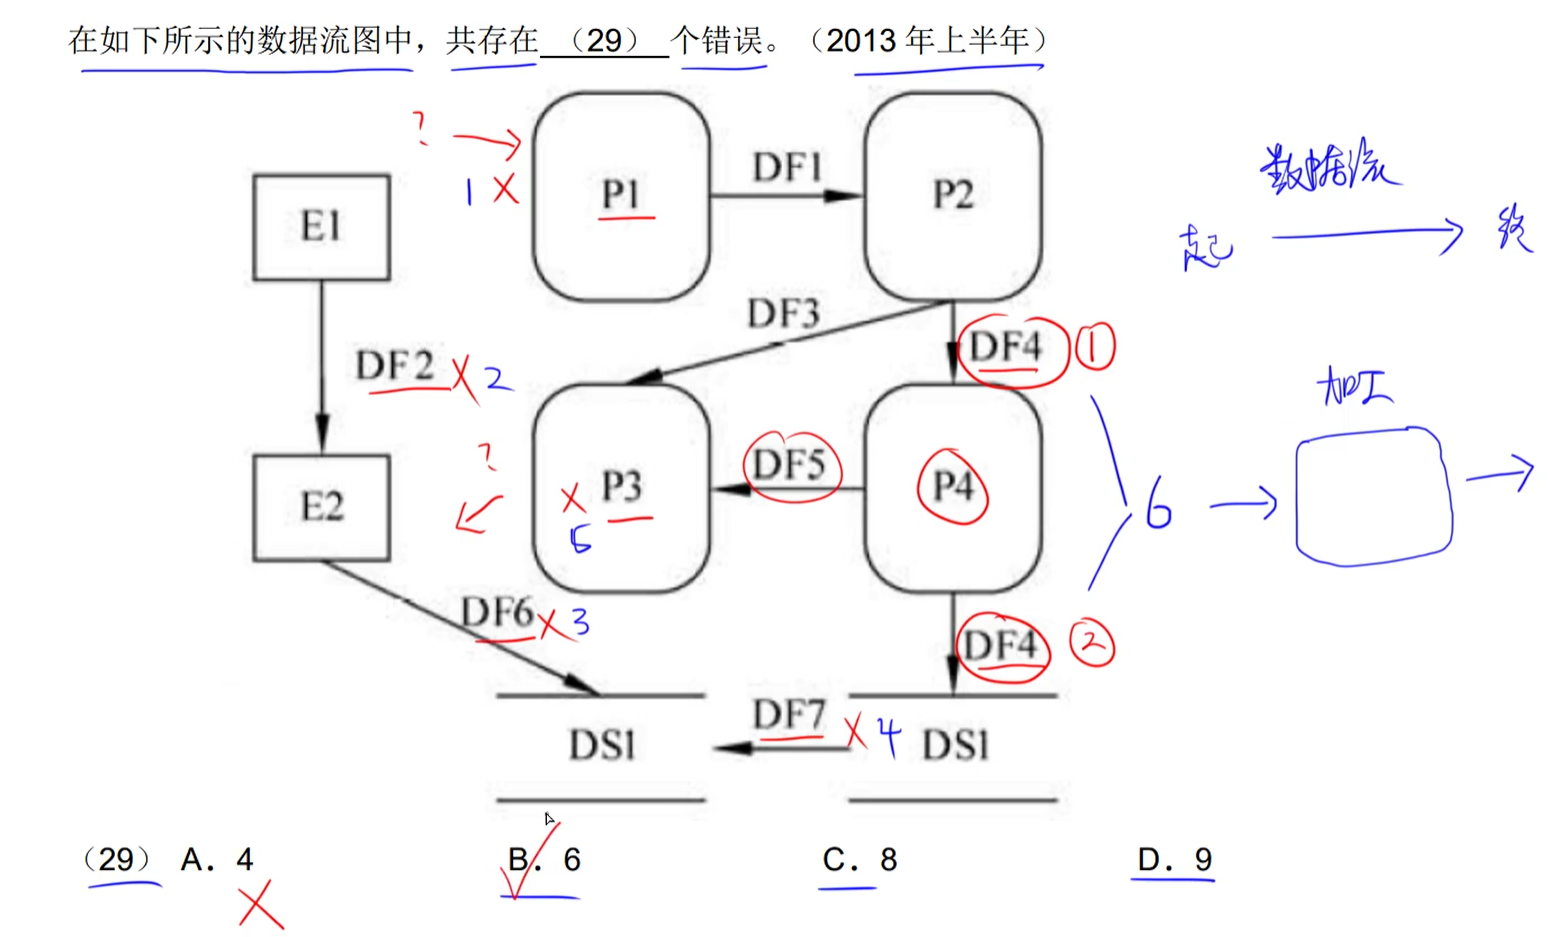 在如下所示的数据流图中，共存在 （29） 个错误。（2013 年上半年）
? P1 DF1 P2 数据流
1 X
E1 起 终
DF3 DF4 ①
DF2 X 2 加工
? DF5
E2 X P3 P4 6
5
DF6 X 3 DF4 ②
DF7 X 4
DS1 DS1
（29） A. 4 B. 6 C. 8 D. 9
X